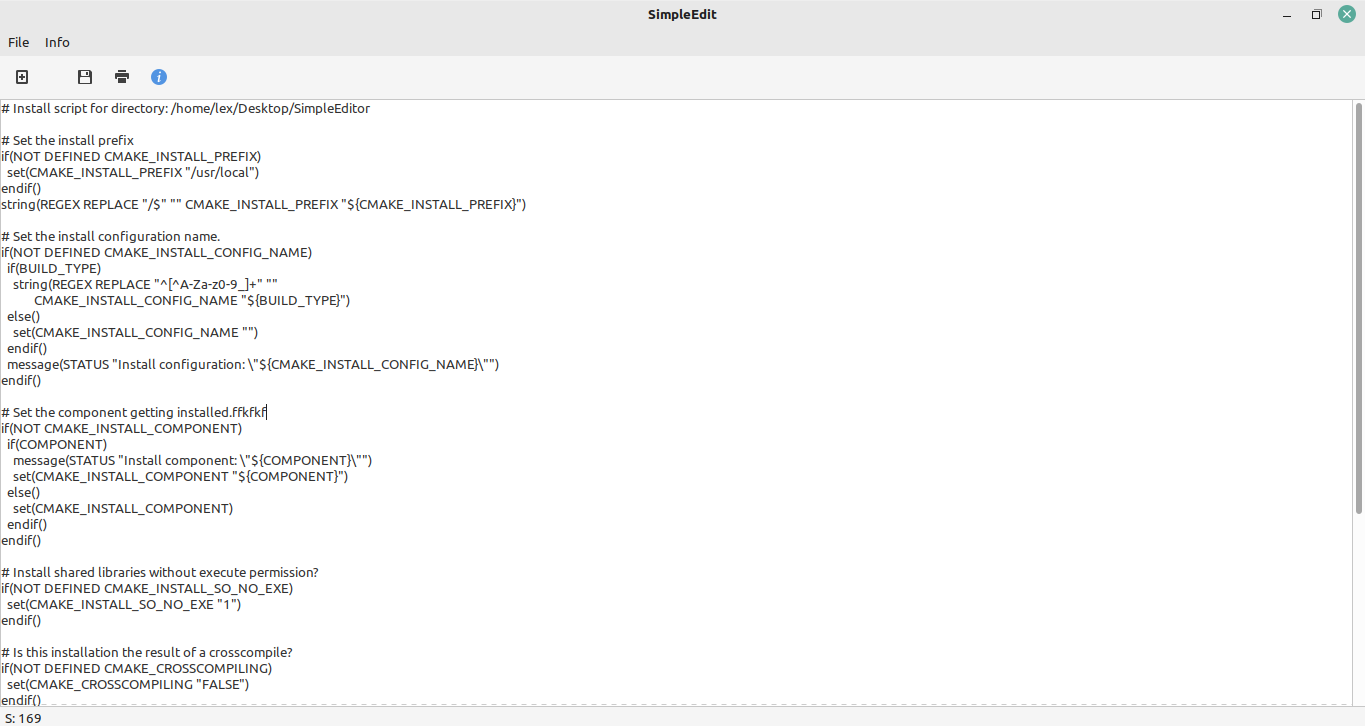 SimpleEdit
File Info
# Install script for directory: /home/lex/Desktop/SimpleEditor

# Set the install prefix
if(NOT DEFINED CMAKE_INSTALL_PREFIX)
  set(CMAKE_INSTALL_PREFIX "/usr/local")
endif()
string(REGEX REPLACE "/$" "" CMAKE_INSTALL_PREFIX "${CMAKE_INSTALL_PREFIX}")

# Set the install configuration name.
if(NOT DEFINED CMAKE_INSTALL_CONFIG_NAME)
  if(BUILD_TYPE)
    string(REGEX REPLACE "^[^A-Za-z0-9_]+" ""
           CMAKE_INSTALL_CONFIG_NAME "${BUILD_TYPE}")
  else()
    set(CMAKE_INSTALL_CONFIG_NAME "")
  endif()
  message(STATUS "Install configuration: \"${CMAKE_INSTALL_CONFIG_NAME}\"")
endif()

# Set the component getting installed.ffkfkf
if(NOT CMAKE_INSTALL_COMPONENT)
  if(COMPONENT)
    message(STATUS "Install component: \"${COMPONENT}\"")
    set(CMAKE_INSTALL_COMPONENT "${COMPONENT}")
  else()
    set(CMAKE_INSTALL_COMPONENT)
  endif()
endif()

# Install shared libraries without execute permission?
if(NOT DEFINED CMAKE_INSTALL_SO_NO_EXE)
  set(CMAKE_INSTALL_SO_NO_EXE "1")
endif()

# Is this installation the result of a crosscompile?
if(NOT DEFINED CMAKE_CROSSCOMPILING)
  set(CMAKE_CROSSCOMPILING "FALSE")
endif()
S: 169